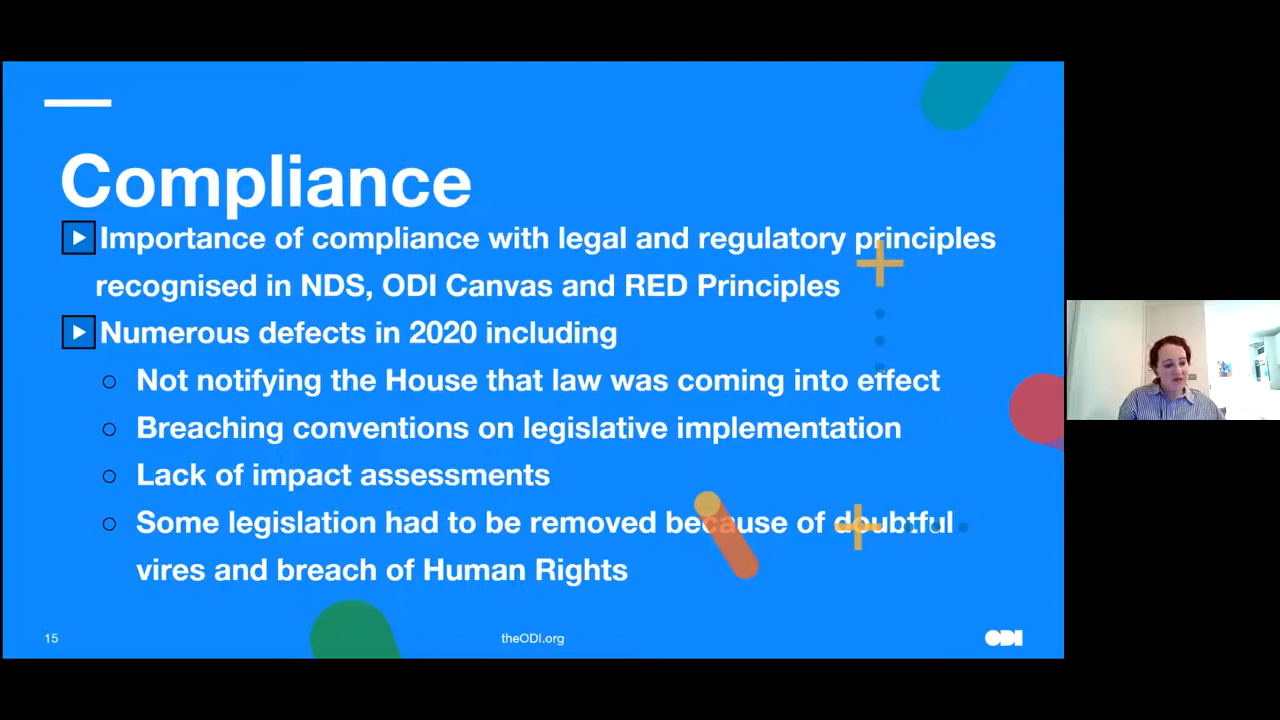 Compliance
Importance of compliance with legal and regulatory principles
recognised in NDS, ODI Canvas and RED Principles
Numerous defects in 2020 including
Not notifying the House that law was coming into effect
Breaching conventions on legislative implementation
Lack of impact assessments
Some legislation had to be removed because of doubtful
vires and breach of Human Rights
15
theODI.org
ODI